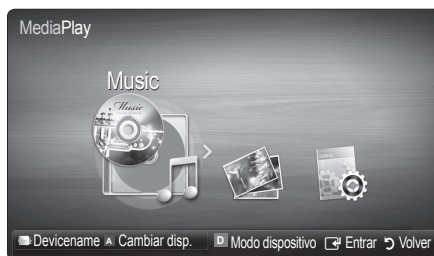 MediaPlay
Music
Music
Devicename A Cambiar disp. D Modo dispositivo Entrar Volver